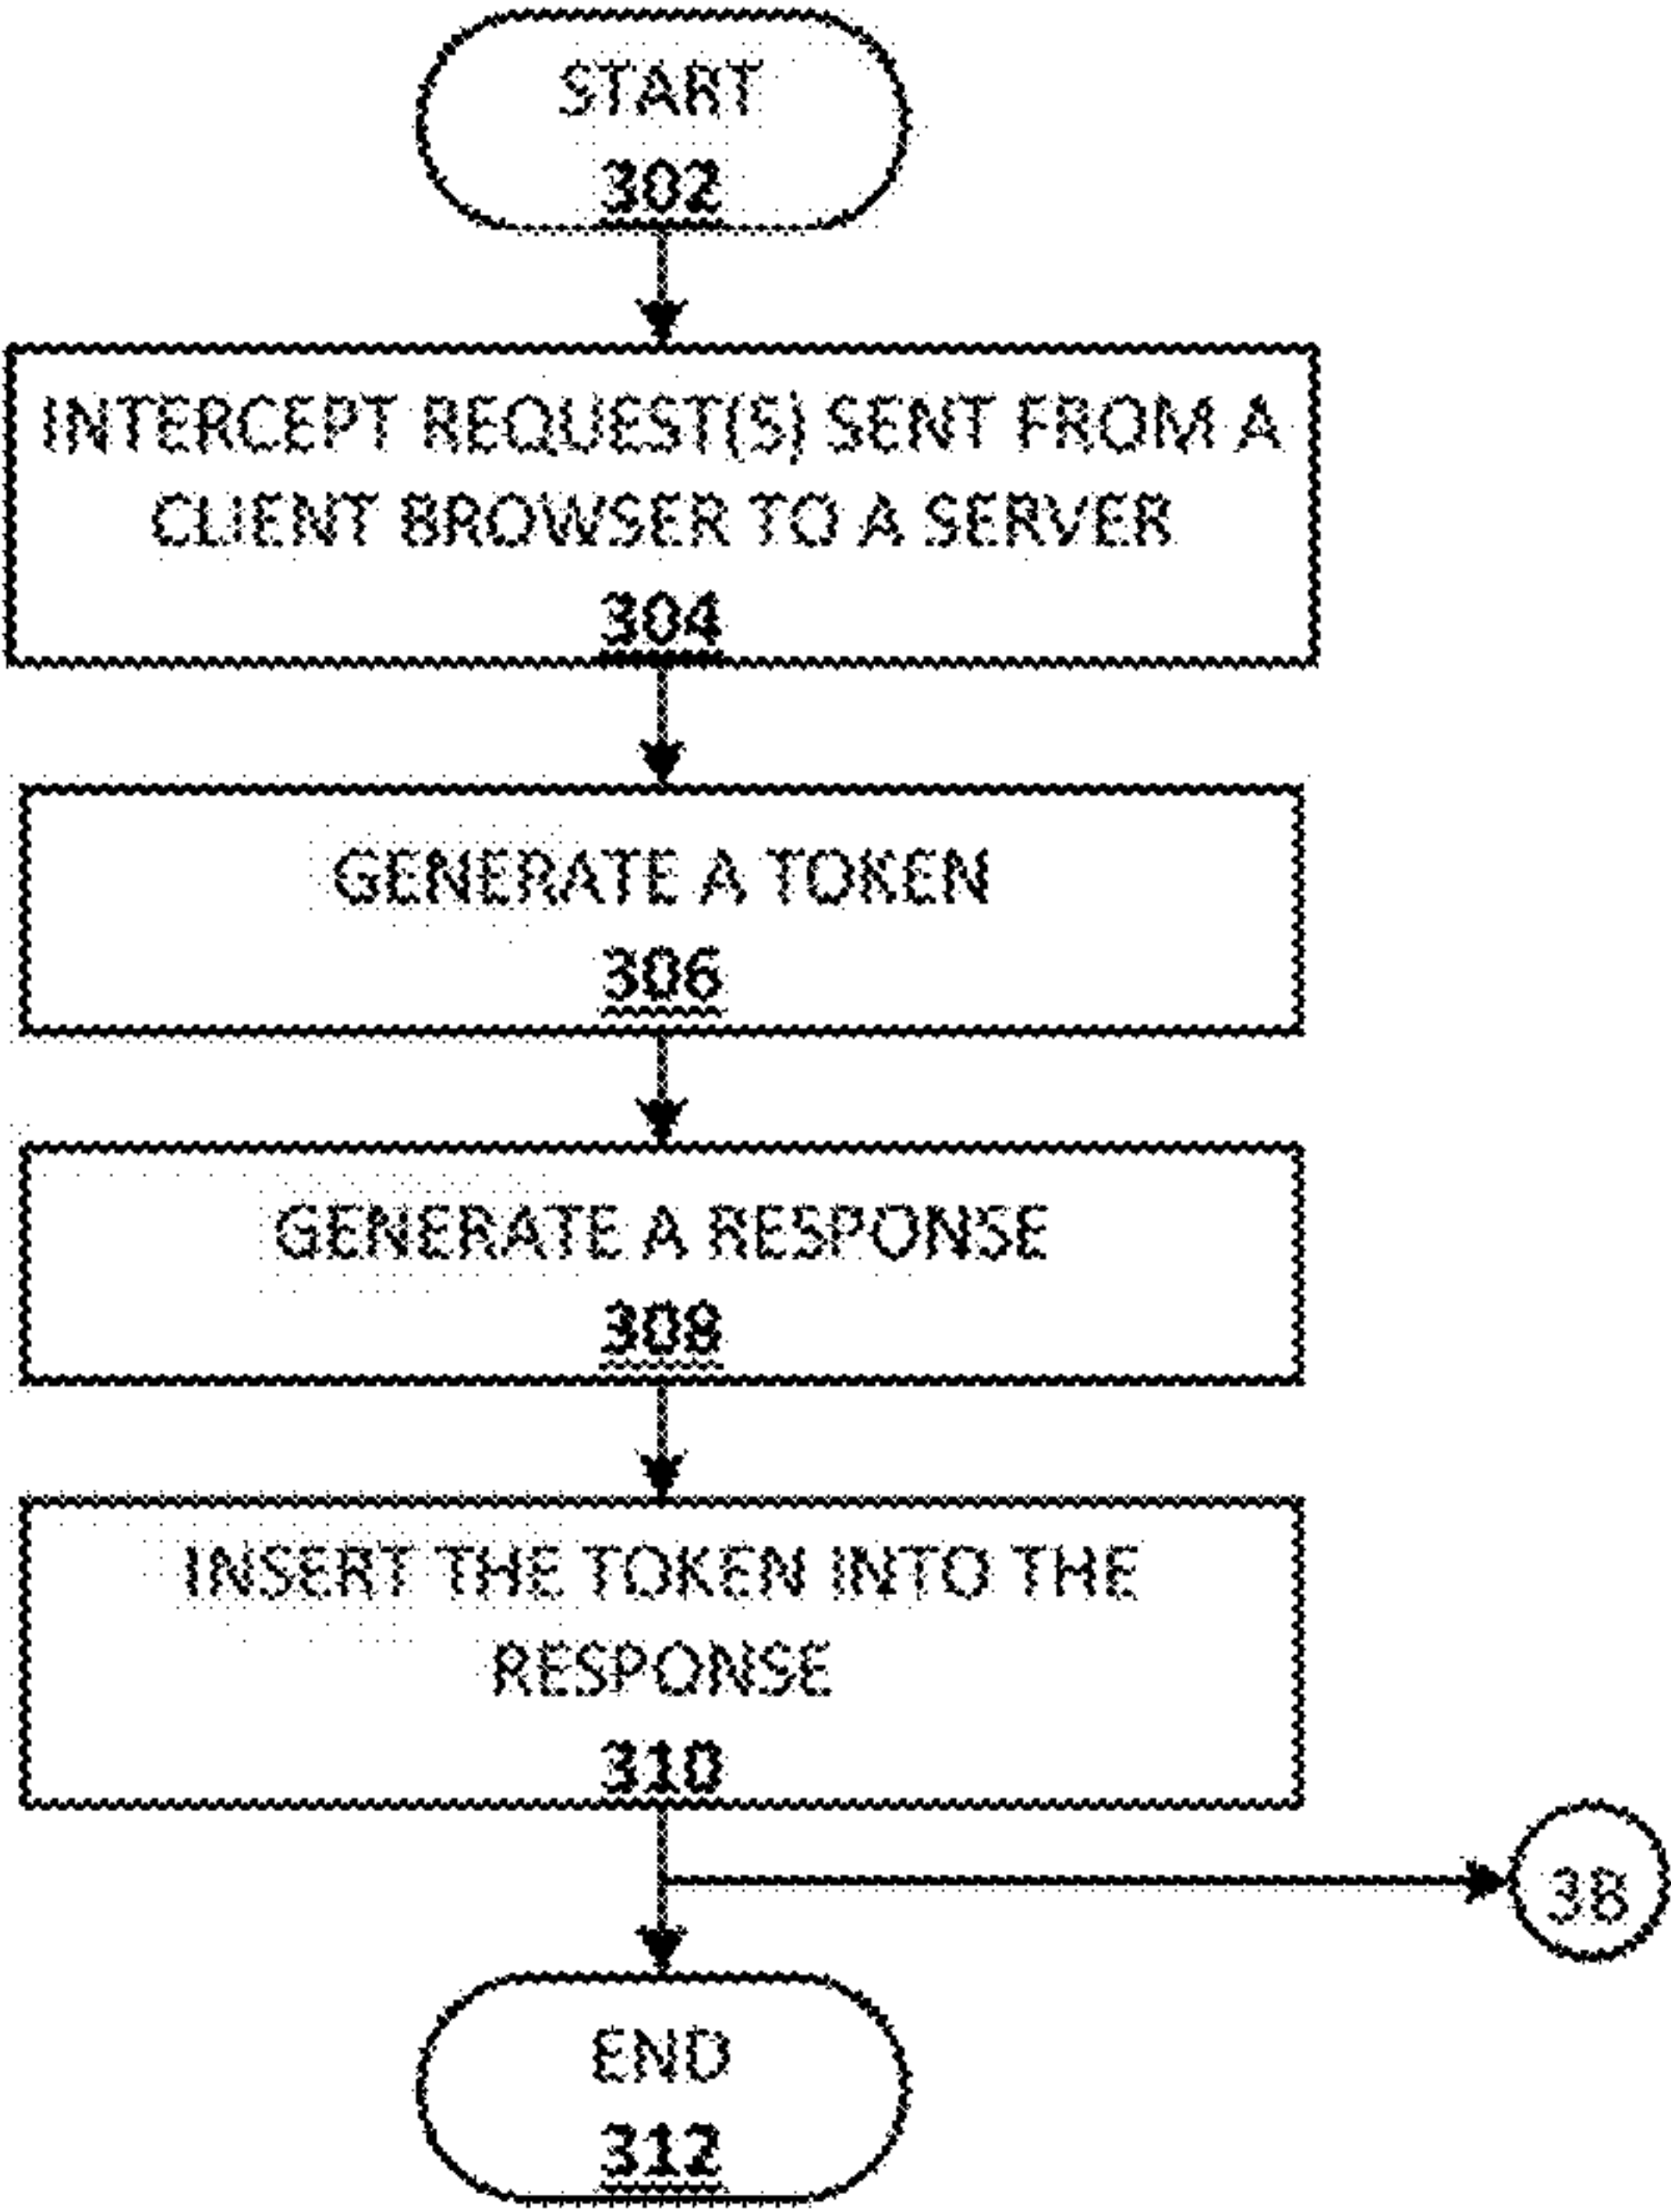 START
302
INTERCEPT REQUEST(S) SENT FROM A
CLIENT BROWSER TO A SERVER
304
GENERATE A TOKEN
306
GENERATE A RESPONSE
308
INSERT THE TOKEN INTO THE
RESPONSE
310
3B
END
312